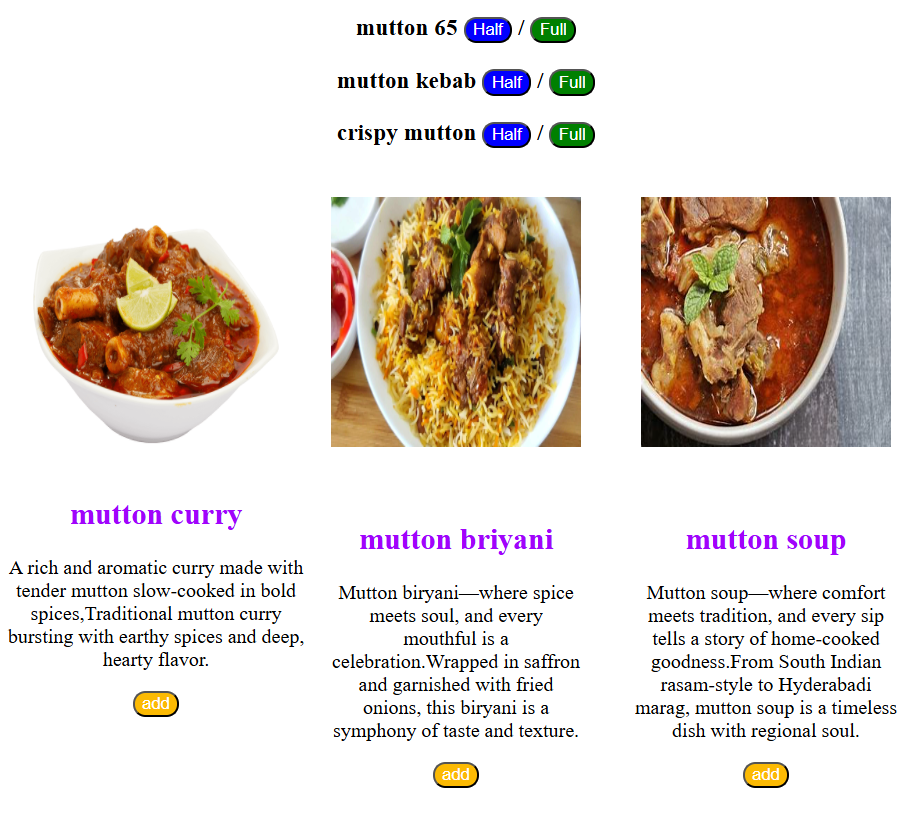 mutton 65 Half / Full
mutton kebab Half / Full
crispy mutton Half / Full
mutton curry
A rich and aromatic curry made with
tender mutton slow-cooked in bold
spices,Traditional mutton curry
bursting with earthy spices and deep,
hearty flavor.
add
mutton briyani
Mutton biryani—where spice
meets soul, and every
mouthful is a
celebration.Wrapped in saffron
and garnished with fried
onions, this biryani is a
symphony of taste and texture.
add
mutton soup
Mutton soup—where comfort
meets tradition, and every sip
tells a story of home-cooked
goodness.From South Indian
rasam-style to Hyderabadi
marag, mutton soup is a timeless
dish with regional soul.
add